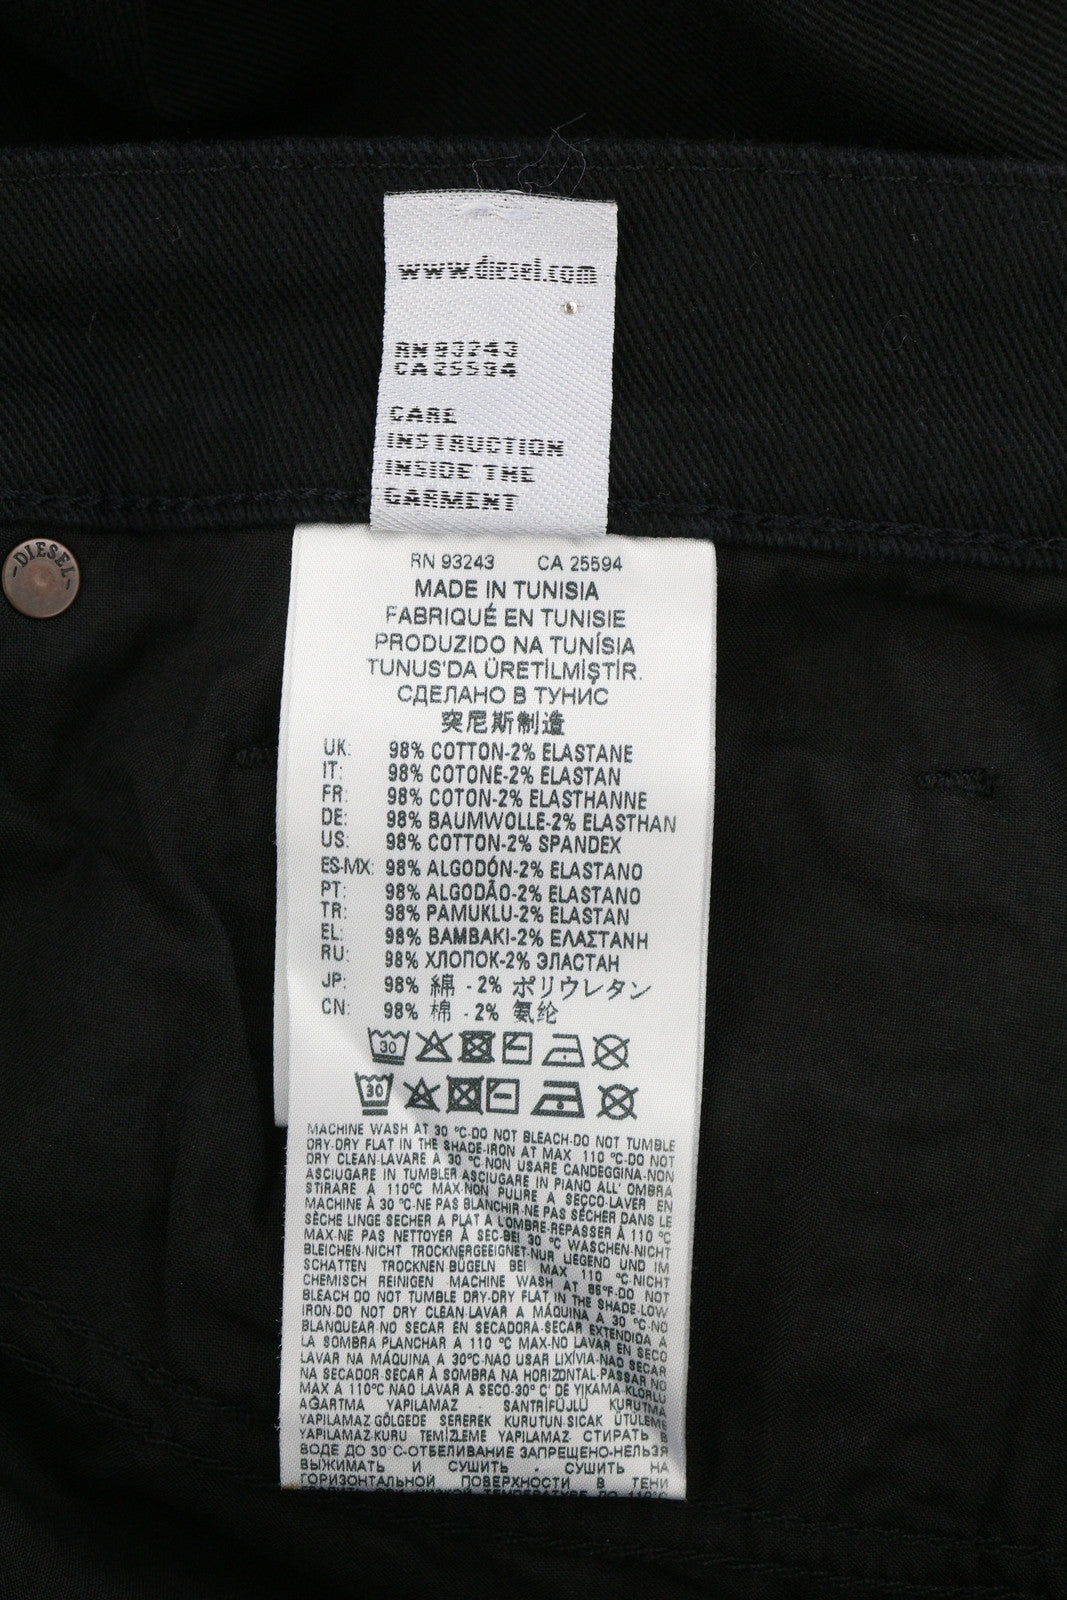 www.diesel.com
RN 93243
CA 25594
CARE
INSTRUCTION
INSIDE THE
GARMENT
-DIESEL-
RN 93243 CA 25594
MADE IN TUNISIA
FABRIQUÉ EN TUNISIE
PRODUZIDO NA TUNÍSIA
TUNUS'DA ÜRETİLMİŞTİR.
СДЕЛАНО В ТУНИС
突尼斯制造
UK: 98% COTTON-2% ELASTANE
IT: 98% COTONE-2% ELASTAN
FR: 98% COTON-2% ELASTHANNE
DE: 98% BAUMWOLLE-2% ELASTHAN
US: 98% COTTON-2% SPANDEX
ES-MX: 98% ALGODÓN-2% ELASTANO
PT: 98% ALGODÃO-2% ELASTANO
TR: 98% PAMUKLU-2% ELASTAN
EL: 98% ΒΑΜΒΑΚΙ-2% ΕΛΑΣΤΑΝΗ
RU: 98% ХЛОПОК-2% ЭЛАСТАН
JP: 98% 綿 - 2% ポリウレタン
CN: 98% 棉 - 2% 氨纶
30
30
MACHINE WASH AT 30 °C-DO NOT BLEACH-DO NOT TUMBLE
DRY-DRY FLAT IN THE SHADE-IRON AT MAX 110 °C-DO NOT
DRY CLEAN-LAVARE A 30 °C-NON USARE CANDEGGINA-NON
ASCIUGARE IN TUMBLER ASCIUGARE IN PIANO ALL' OMBRA
STIRARE A 110°C MAX-NON PULIRE A SECCO-LAVER EN
MACHINE À 30 °C-NE PAS BLANCHIR-NE PAS SÉCHER DANS LE
SÈCHE LINGE SECHER A PLAT A L'OMBRE-REPASSER À 110 °C
MAX-NE PAS NETTOYER À SEC-BEI 30 °C WASCHEN-NICHT
BLEICHEN-NICHT TROCKNERGEEIGNET-NUR LIEGEND UND IM
SCHATTEN TROCKNEN BÜGELN BEI MAX 110 °C-NICHT
CHEMISCH REINIGEN MACHINE WASH AT 86°F-DO NOT
BLEACH DO NOT TUMBLE DRY-DRY FLAT IN THE SHADE-LOW
IRON-DO NOT DRY CLEAN-LAVAR A MÁQUINA A 30 °C-NO
BLANQUEAR-NO SECAR EN SECADORA-SECAR EXTENDIDA A
LA SOMBRA PLANCHAR A 110 °C MAX-NO LAVAR EN SECO
LAVAR NA MÁQUINA A 30°C-NAO USAR LIXÍVIA-NAO SECAR
NA SECADOR SECAR À SOMBRA NA HORIZONTAL-PASSAR NO
MAX A 110°C NAO LAVAR A SECO-30° C' DE YIKAMA KLORLU
AĞARTMA YAPILAMAZ - SANTRİFÜJLÜ KURUTMA
YAPILAMAZ GÖLGEDE SEREREK KURUTUN-SICAK ÜTÜLEME
YAPILAMAZ-KURU TEMİZLEME YAPILAMAZ СТИРАТЬ В
ВОДЕ ДО 30°С-ОТБЕЛИВАНИЕ ЗАПРЕЩЕНО-НЕЛЬЗЯ
ВЫЖИМАТЬ И СУШИТЬ - СУШИТЬ НА
ГОРИЗОНТАЛЬНОЙ ПОВЕРХНОСТИ В ТЕНИ